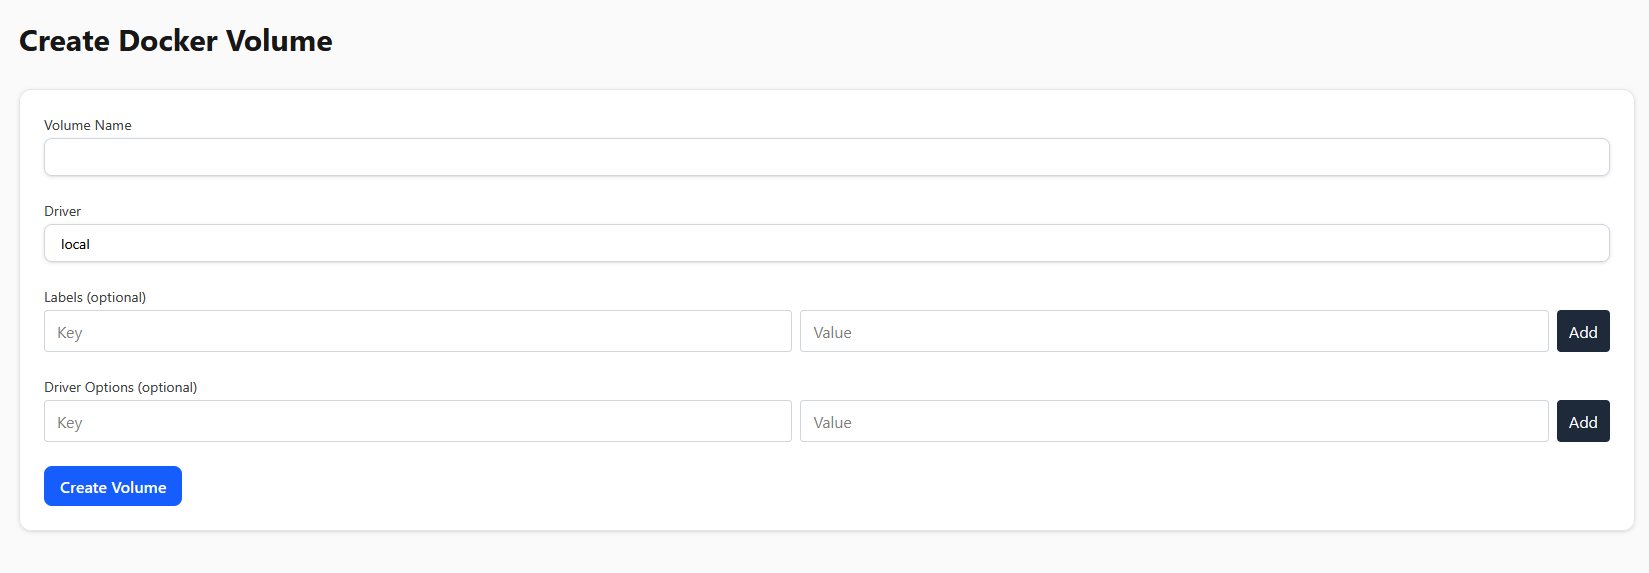 Create Docker Volume
Volume Name
Driver
local
Labels (optional)
Key Value Add
Driver Options (optional)
Key Value Add
Create Volume